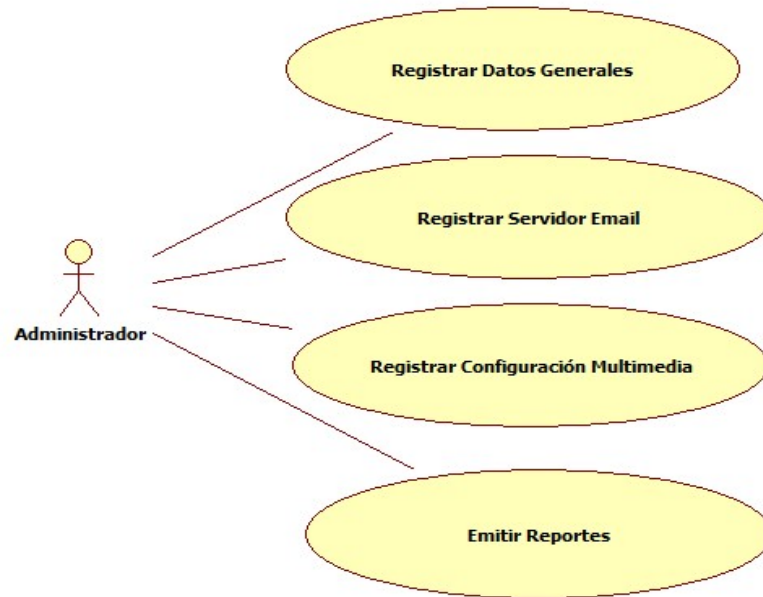 Registrar Datos Generales
Registrar Servidor Email
Administrador
Registrar Configuración Multimedia
Emitir Reportes